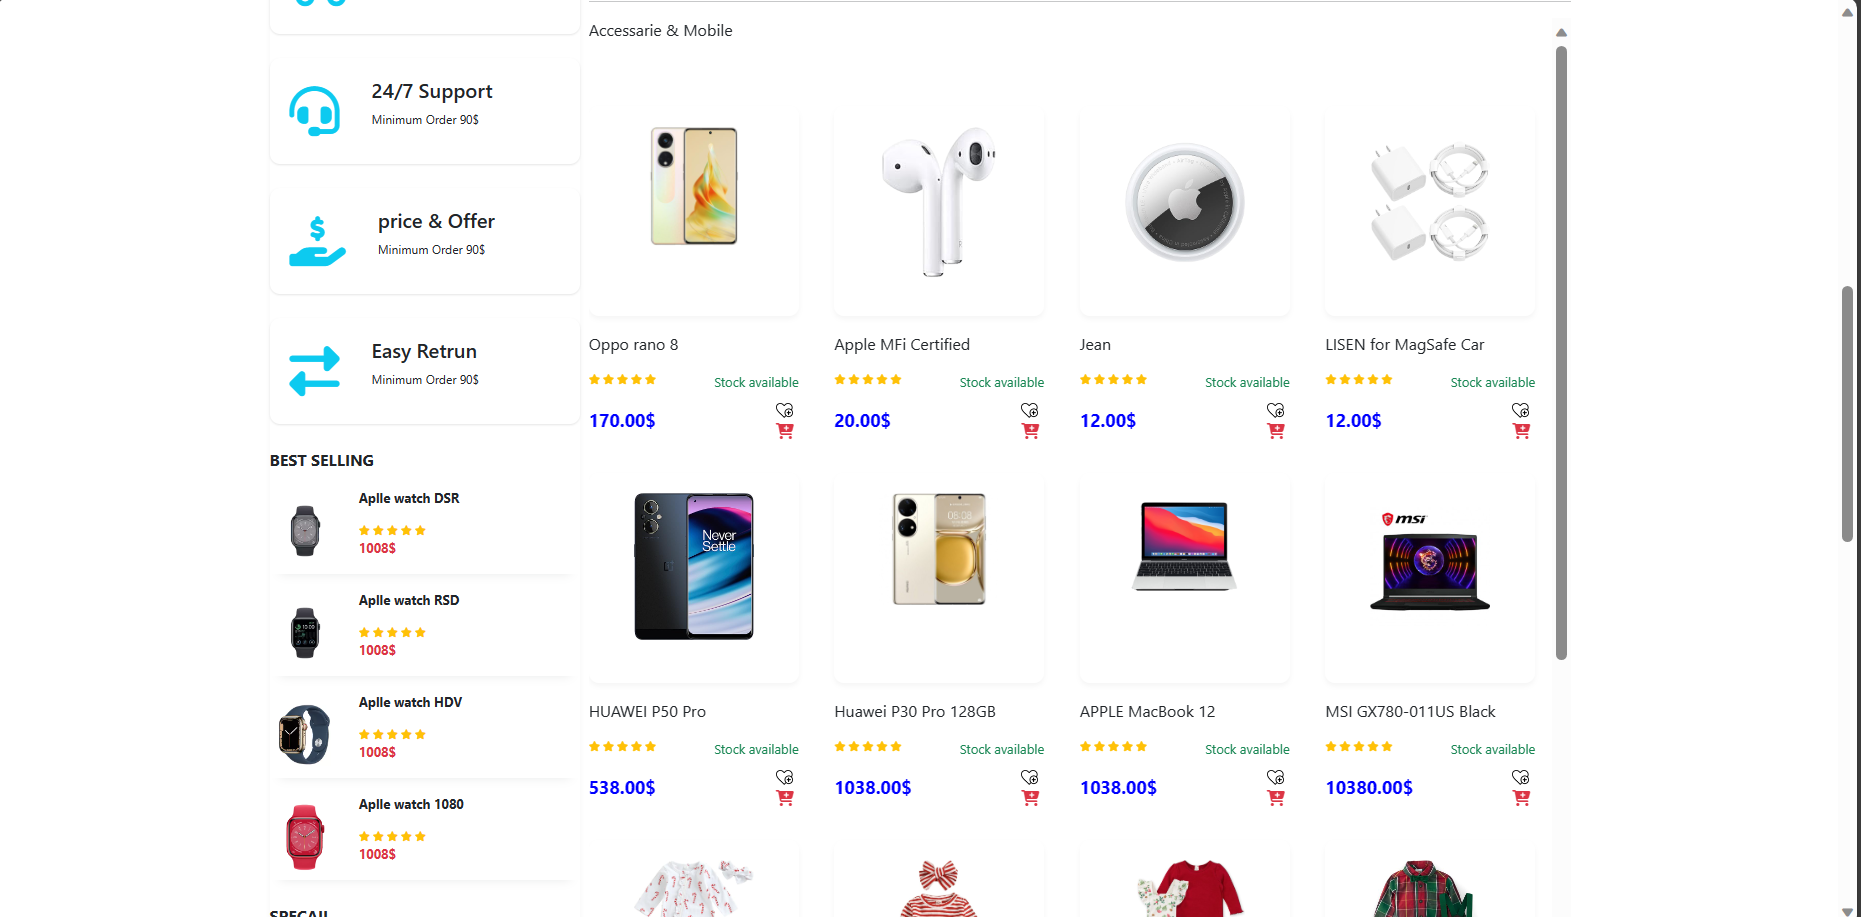 Accessarie & Mobile
24/7 Support
Minimum Order 90$
price & Offer
Minimum Order 90$
Easy Retrun
Minimum Order 90$
BEST SELLING
Aplle watch DSR
1008$
Aplle watch RSD
1008$
Aplle watch HDV
1008$
Aplle watch 1080
1008$
SPECAIL
Oppo rano 8
Stock available
170.00$
Apple MFi Certified
Stock available
20.00$
Jean
Stock available
12.00$
LISEN for MagSafe Car
Stock available
12.00$
Never
Settle
HUAWEI P50 Pro
Stock available
538.00$
08:08
Huawei P30 Pro 128GB
Stock available
1038.00$
APPLE MacBook 12
Stock available
1038.00$
msi
MSI GX780-011US Black
Stock available
10380.00$